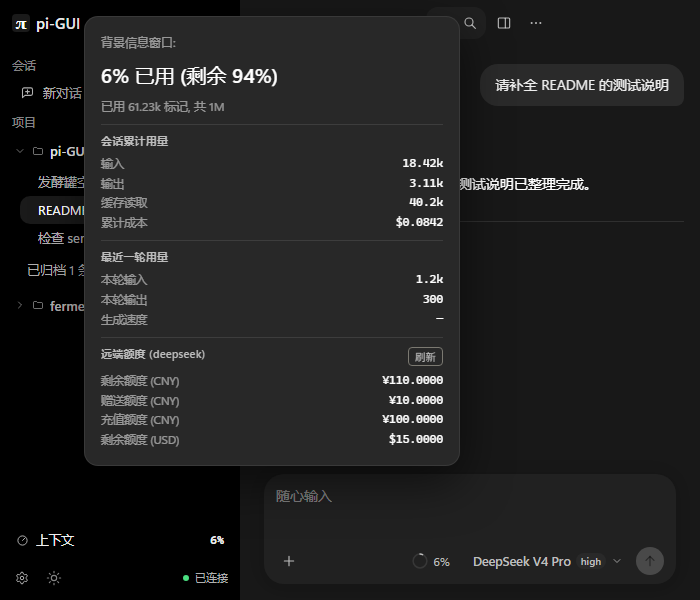 pi-GUI
会话
新对话
项目
pi-GU
README
检查 ser
已归档 1 条
ferme
上下文 6%
已连接
背景信息窗口:
6% 已用 (剩余 94%)
已用 61.23k 标记, 共 1M
会话累计用量
输入 18.42k
输出 3.11k
缓存读取 40.2k
累计成本 $0.0842
最近一轮用量
本轮输入 1.2k
本轮输出 300
生成速度 —
远端额度 (deepseek) 刷新
剩余额度 (CNY) ¥110.0000
赠送额度 (CNY) ¥10.0000
充值额度 (CNY) ¥100.0000
剩余额度 (USD) $15.0000
请补全 README 的测试说明
测试说明已整理完成。
随心输入
6% DeepSeek V4 Pro high